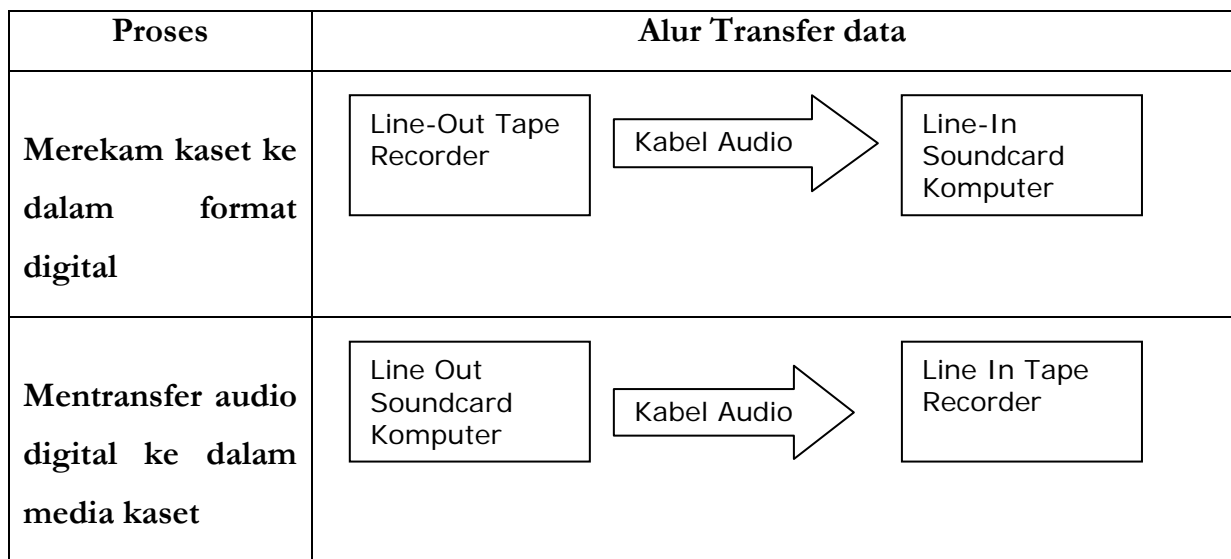 Proses
Alur Transfer data
Merekam kaset ke
dalam format
digital
Line-Out Tape
Recorder
Kabel Audio
Line-In
Soundcard
Komputer
Mentransfer audio
digital ke dalam
media kaset
Line Out
Soundcard
Komputer
Kabel Audio
Line In Tape
Recorder